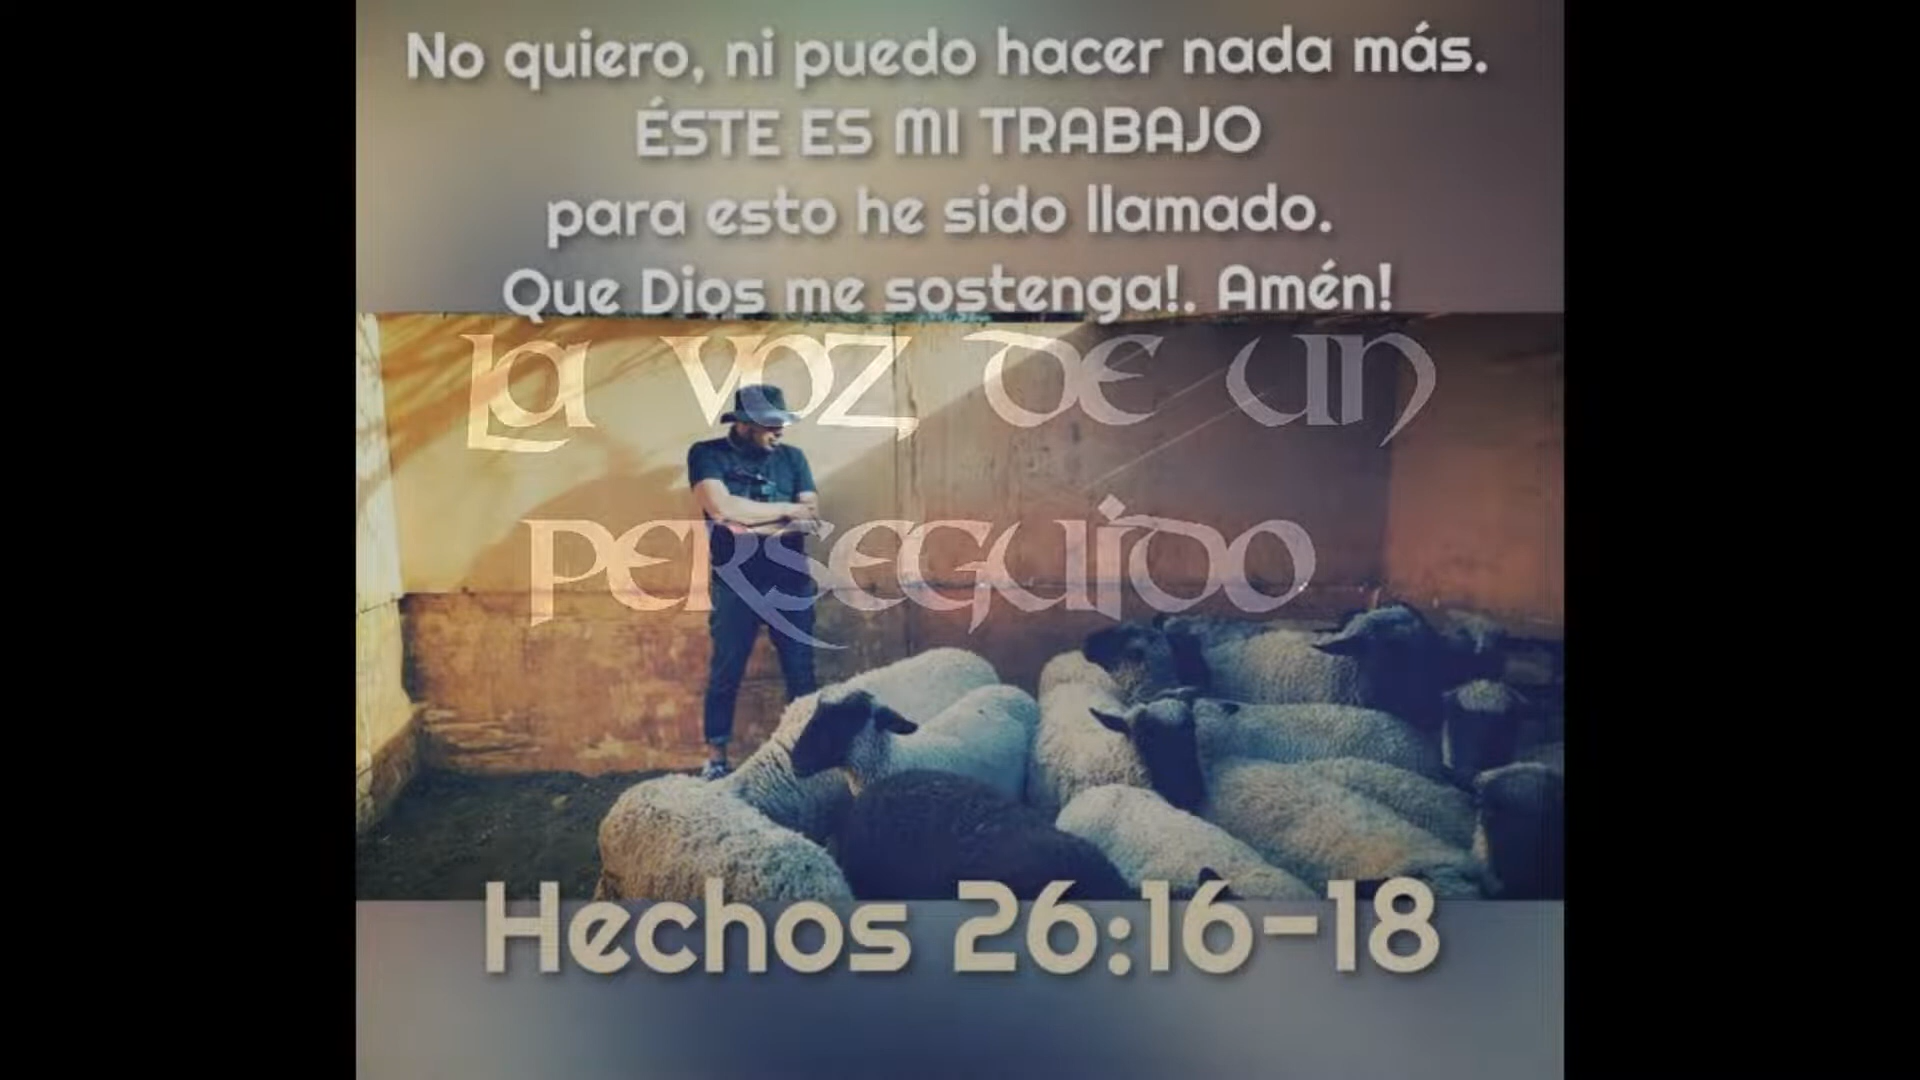 No quiero, ni puedo hacer nada más.
ÉSTE ES MI TRABAJO
para esto he sido llamado.
Que Dios me sostenga!. Amén!
La voz de un
perseguido
Hechos 26:16-18